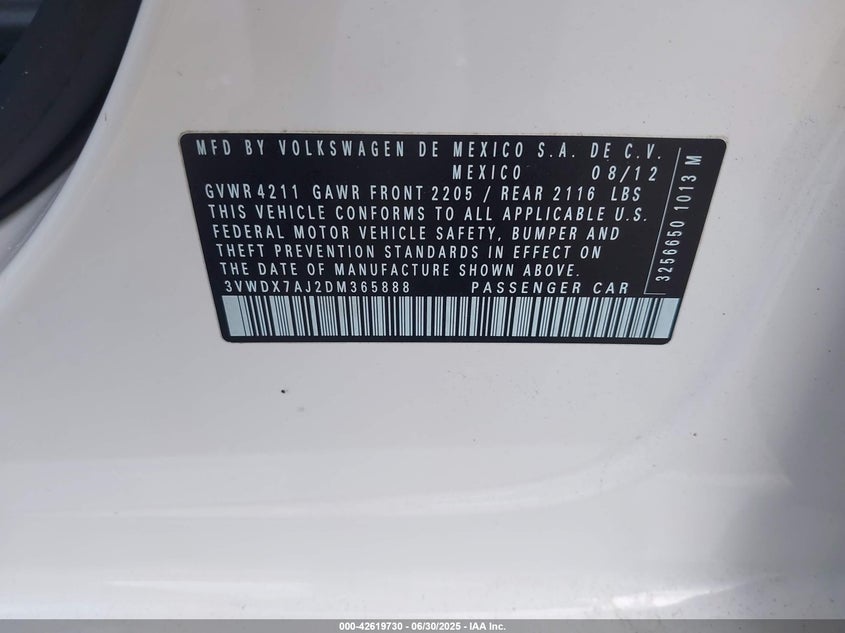 MFD BY VOLKSWAGEN DE MEXICO S.A. DE C.V.
MEXICO 08/12
GVWR 4211 GAWR FRONT 2205 / REAR 2116 LBS
THIS VEHICLE CONFORMS TO ALL APPLICABLE U.S.
FEDERAL MOTOR VEHICLE SAFETY, BUMPER AND
THEFT PREVENTION STANDARDS IN EFFECT ON
THE DATE OF MANUFACTURE SHOWN ABOVE.
3VWDX7AJ2DM365888 PASSENGER CAR
3256650 1013 M
000-42619730 - 06/30/2025 - IAA Inc.